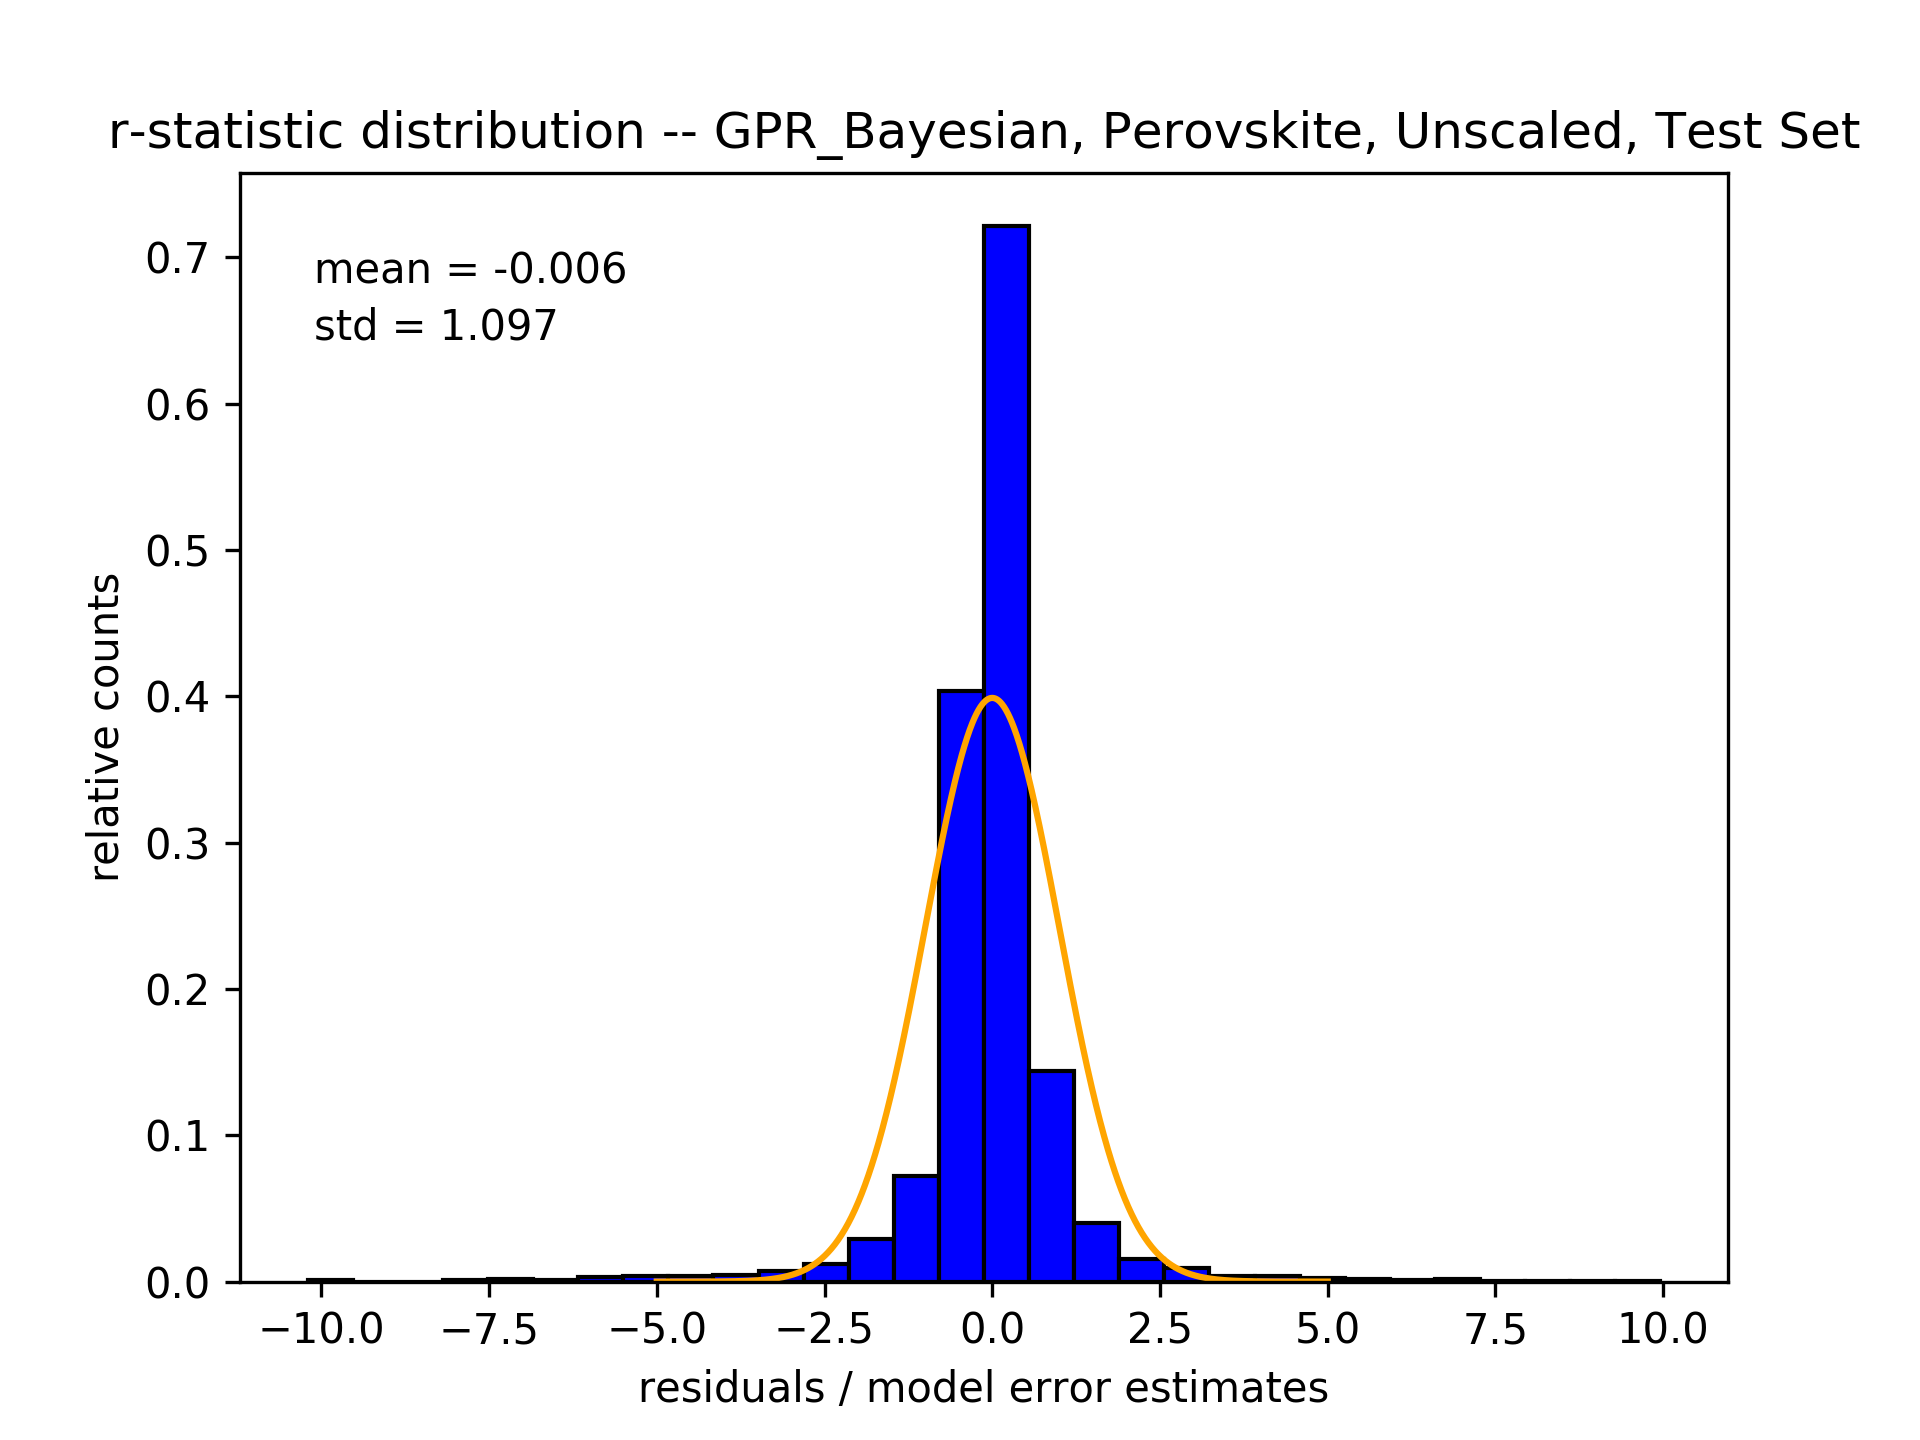 r-statistic distribution -- GPR_Bayesian, Perovskite, Unscaled, Test Set
mean = -0.006
std = 1.097
relative counts
0.7
0.6
0.5
0.4
0.3
0.2
0.1
0.0
−10.0 −7.5 −5.0 −2.5 0.0 2.5 5.0 7.5 10.0
residuals / model error estimates